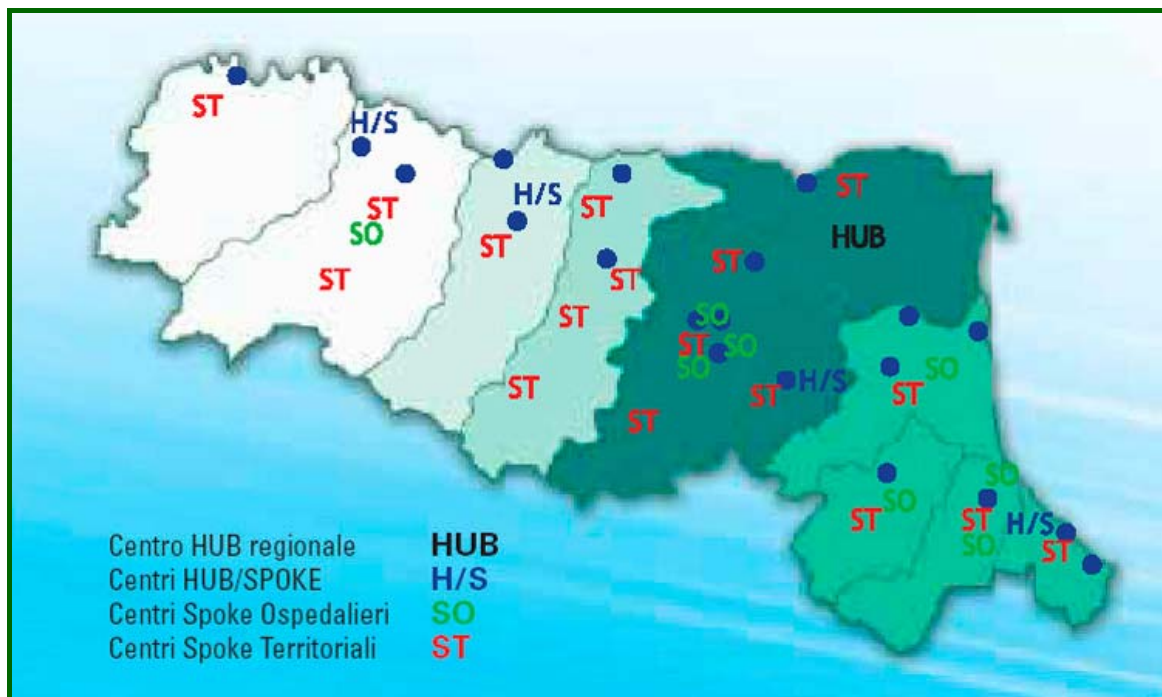 ST
H/S
ST
SO
ST
H/S
ST
ST
ST
ST
ST
ST
HUB
ST
SO
SO
ST
SO
ST
H/S
ST
SO
ST
SO
ST
SO
ST
SO
H/S
ST
Centro HUB regionale HUB
Centri HUB/SPOKE H/S
Centri Spoke Ospedalieri SO
Centri Spoke Territoriali ST